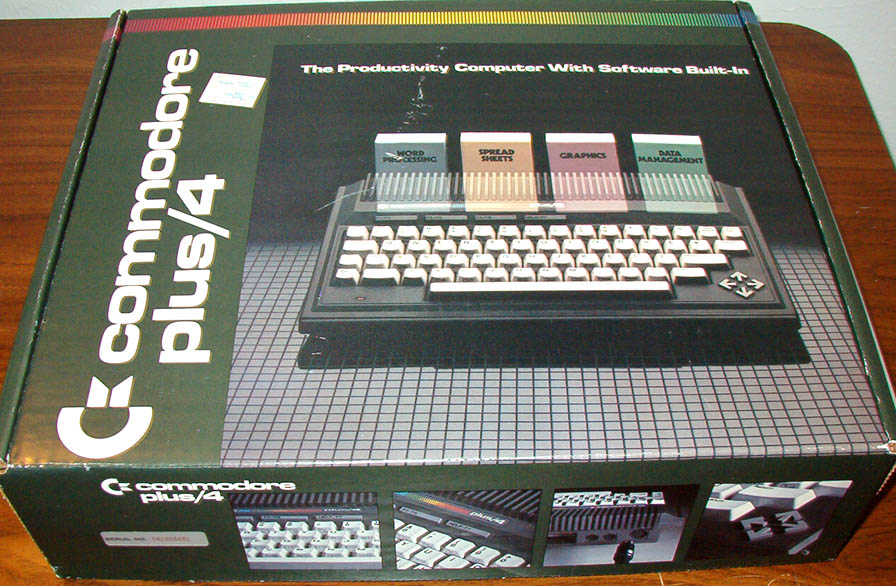 The Productivity Computer With Software Built-In
commodore
plus/4
WORD
PROCESSING
SPREAD
SHEETS
GRAPHICS
DATA
MANAGEMENT
commodore
plus/4
SERIAL NO.
plus/4